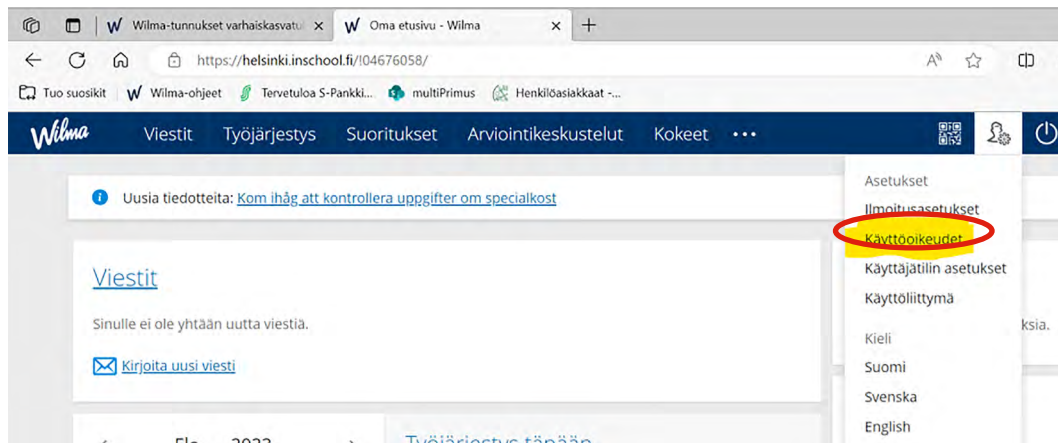 Wilma-tunnukset varhaiskasvatu
Oma etusivu - Wilma
https://helsinki.inschool.fi/!04676058/
Tuo suosikit
Wilma-ohjeet
Tervetuloa S-Pankki...
multiPrimus
Henkilöasiakkaat -...
Wilma
Viestit
Työjärjestys
Suoritukset
Arviointikeskustelut
Kokeet
Uusia tiedotteita: Kom ihåg att kontrollera uppgifter om specialkost
Viestit
Sinulle ei ole yhtään uutta viestiä.
Kirjoita uusi viesti
Työjärjestys tänään
Asetukset
Ilmoitusasetukset
Käyttöoikeudet
Käyttäjätilin asetukset
Käyttöliittymä
Kieli
Suomi
Svenska
English
ksia.